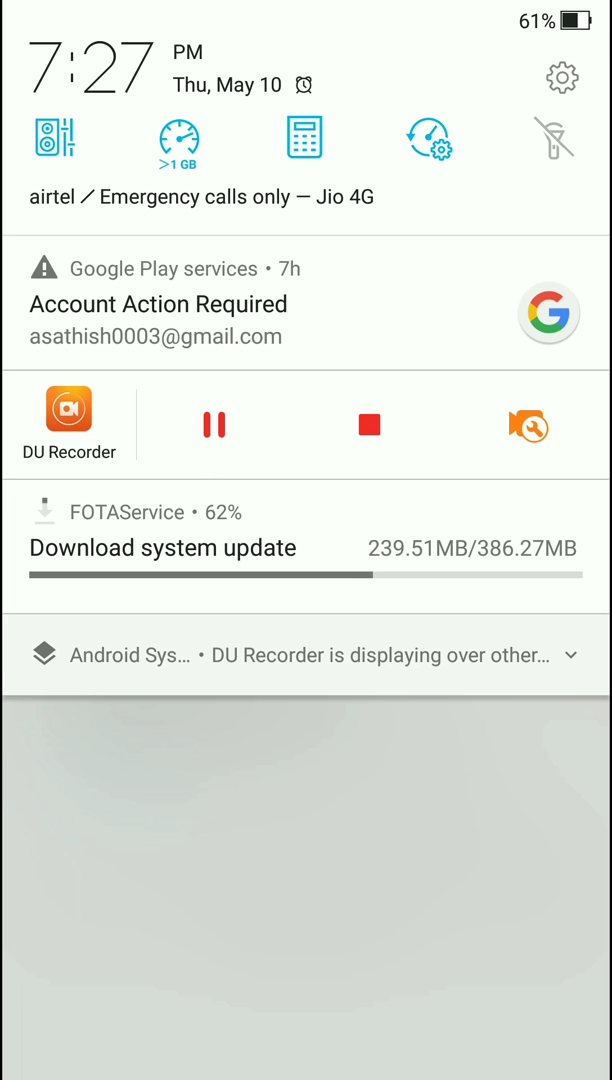 61%
7:27 PM
Thu, May 10
>1 GB
airtel / Emergency calls only — Jio 4G
Google Play services • 7h
Account Action Required
asathish0003@gmail.com
DU Recorder
FOTAService • 62%
Download system update 239.51MB/386.27MB
Android Sys... • DU Recorder is displaying over other...